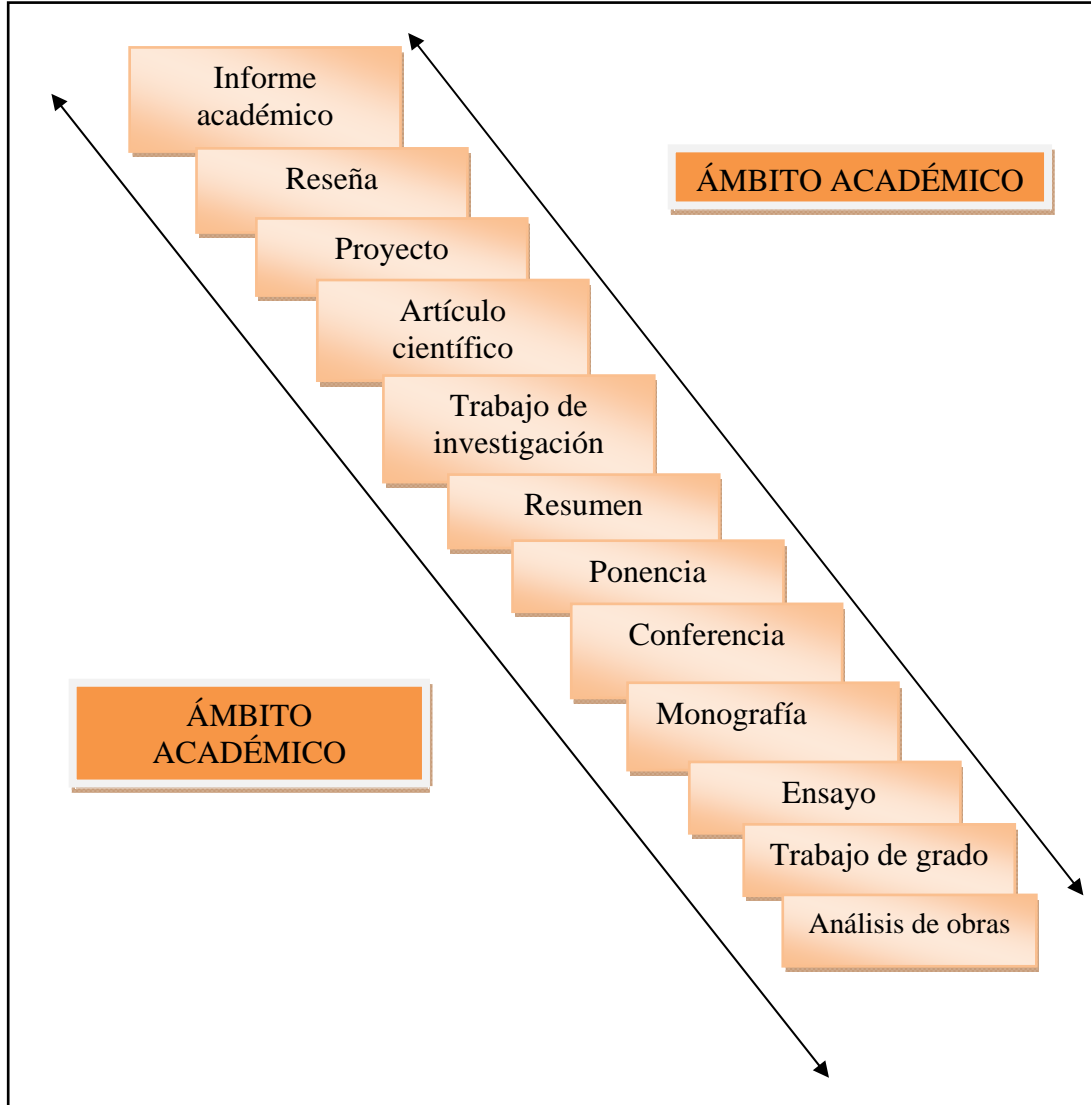 Informe
académico
Reseña
ÁMBITO ACADÉMICO
Proyecto
Artículo
científico
Trabajo de
investigación
Resumen
Ponencia
Conferencia
ÁMBITO
ACADÉMICO
Monografía
Ensayo
Trabajo de grado
Análisis de obras